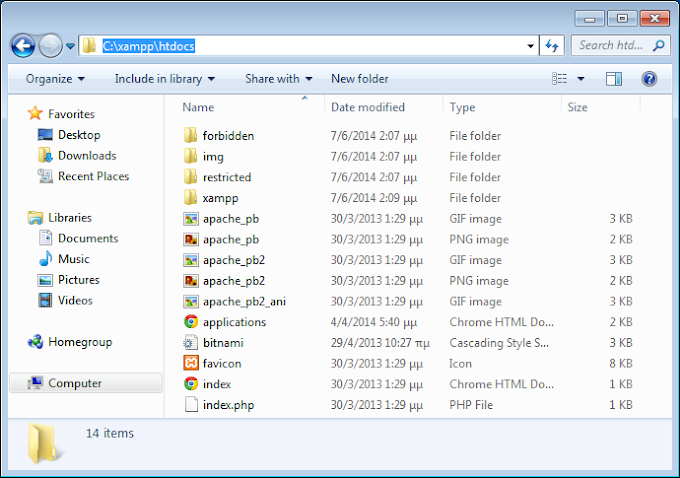 C:\xampp\htdocs
Search htd...
Organize Include in library Share with New folder
Favorites
Desktop
Downloads
Recent Places
Libraries
Documents
Music
Pictures
Videos
Homegroup
Computer
Name Date modified Type Size
forbidden 7/6/2014 2:07 μμ File folder
img 7/6/2014 2:07 μμ File folder
restricted 7/6/2014 2:07 μμ File folder
xampp 7/6/2014 2:09 μμ File folder
apache_pb 30/3/2013 1:29 μμ GIF image 3 KB
apache_pb 30/3/2013 1:29 μμ PNG image 2 KB
apache_pb2 30/3/2013 1:29 μμ GIF image 3 KB
apache_pb2 30/3/2013 1:29 μμ PNG image 2 KB
apache_pb2_ani 30/3/2013 1:29 μμ GIF image 3 KB
applications 4/4/2014 5:40 μμ Chrome HTML Do... 2 KB
bitnami 29/4/2013 10:27 πμ Cascading Style S... 2 KB
favicon 30/3/2013 1:29 μμ Icon 8 KB
index 30/3/2013 1:29 μμ Chrome HTML Do... 1 KB
index.php 30/3/2013 1:29 μμ PHP File 1 KB
14 items